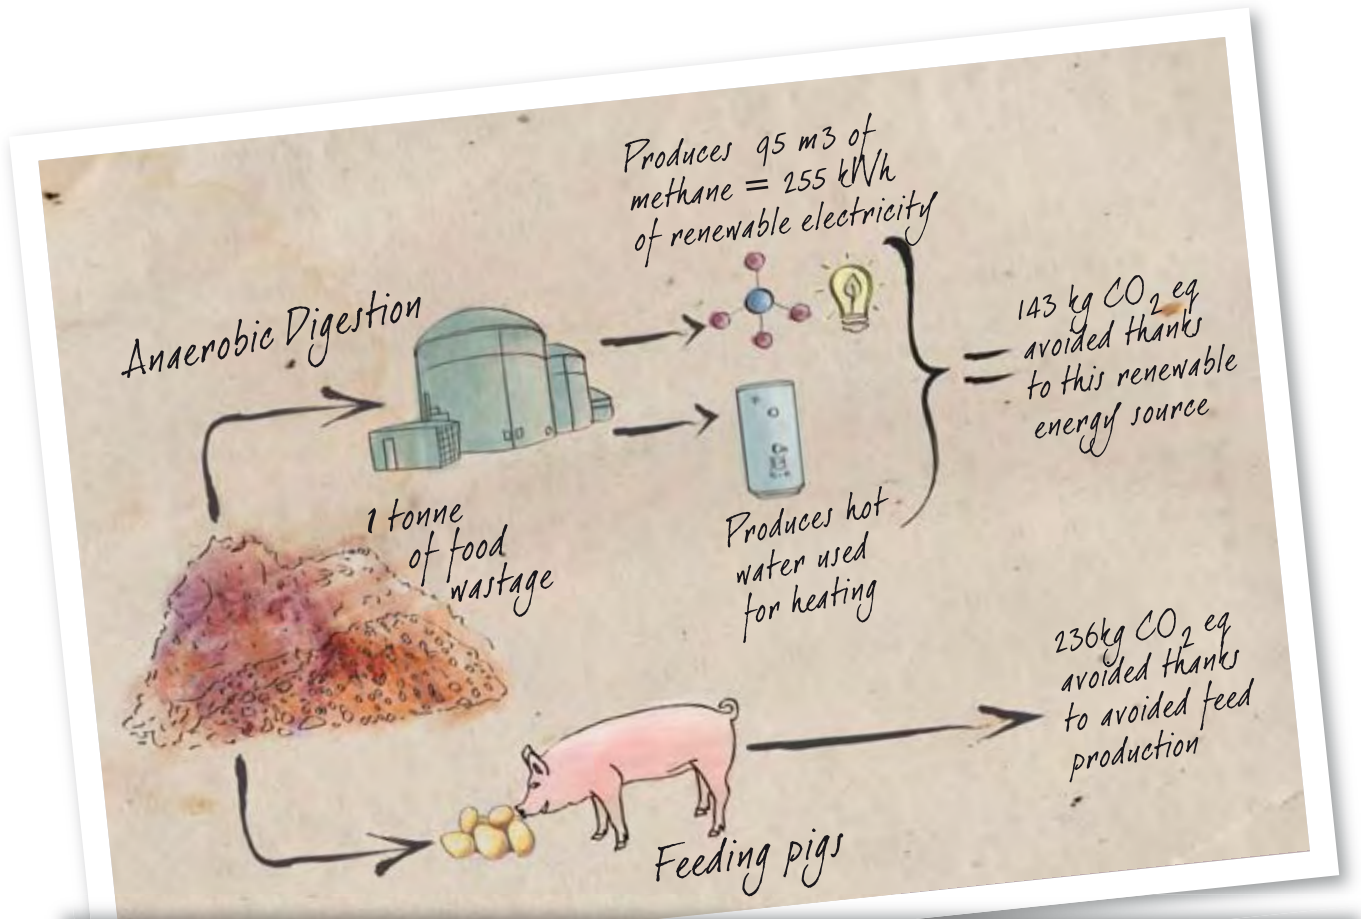 Produces 95 m3 of
methane = 255 kWh
of renewable electricity
Anaerobic Digestion
143 kg CO2 eq
avoided thanks
to this renewable
energy source
1 tonne
of food
wastage
Produces hot
water used
for heating
236kg CO2 eq
avoided thanks
to avoided feed
production
Feeding pigs